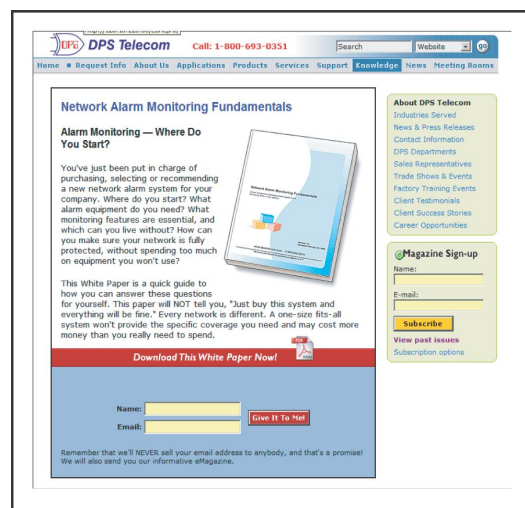 DPS DPS Telecom Call: 1-800-693-0351 Search Website go
Home Request Info About Us Applications Products Services Support Knowledge News Meeting Rooms
Network Alarm Monitoring Fundamentals
Alarm Monitoring — Where Do
You Start?
You've just been put in charge of
purchasing, selecting or recommending
a new network alarm system for your
company. Where do you start? What
alarm equipment do you need? What
monitoring features are essential, and
which can you live without? How can
you make sure your network is fully
protected, without spending too much
on equipment you won't use?
Network Alarm Monitoring Fundamentals
This White Paper is a quick guide to
how you can answer these questions
for yourself. This paper will NOT tell you, "Just buy this system and
everything will be fine." Every network is different. A one-size fits-all
system won't provide the specific coverage you need and may cost more
money than you really need to spend.
Download This White Paper Now!
PDF
Name:
Email:
Give It To Me!
Remember that we'll NEVER sell your email address to anybody, and that's a promise!
We will also send you our informative eMagazine.
About DPS Telecom
Industries Served
News & Press Releases
Contact Information
DPS Departments
Sales Representatives
Trade Shows & Events
Factory Training Events
Client Testimonials
Client Success Stories
Career Opportunities
eMagazine Sign-up
Name:
E-mail:
Subscribe
View past issues
Subscription options